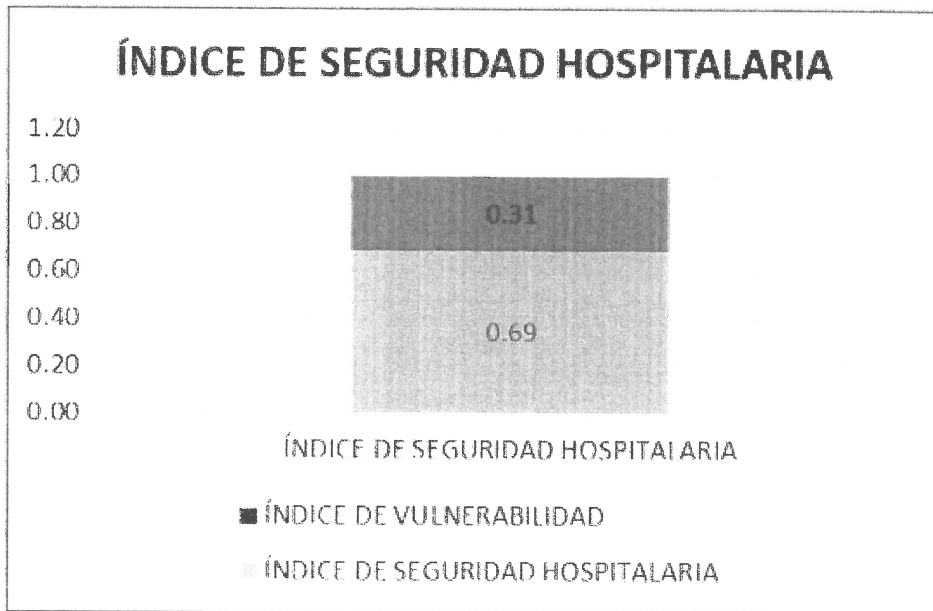 ÍNDICE DE SEGURIDAD HOSPITALARIA
1.20
1.00
0.80
0.60
0.40
0.20
0.00
0.31
0.69
ÍNDICE DE SEGURIDAD HOSPITALARIA
ÍNDICE DE VULNERABILIDAD
ÍNDICE DE SEGURIDAD HOSPITALARIA